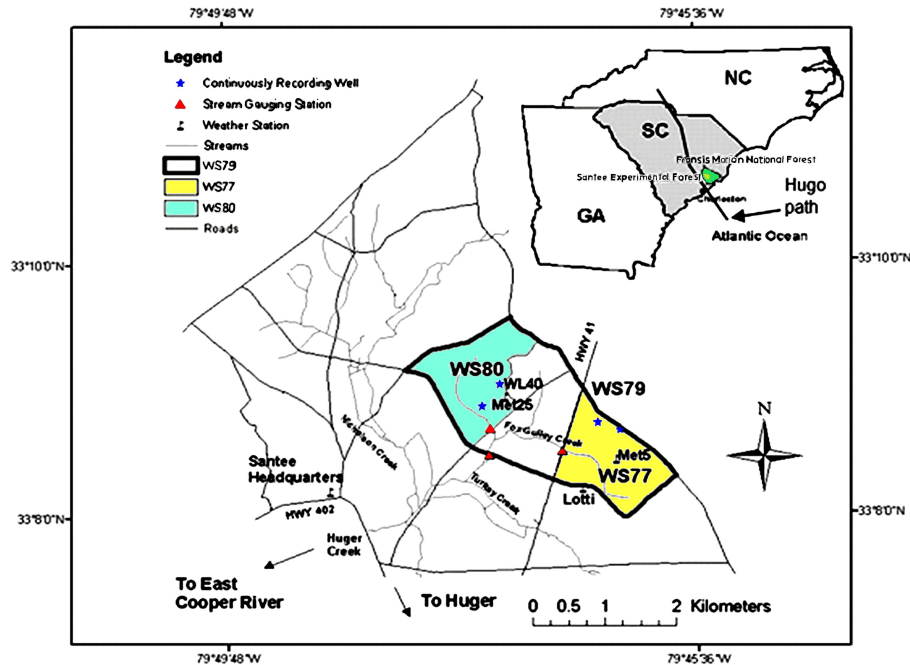 79°49'48"W
79°45'36"W
Legend
Continuously Recording Well
Stream Gauging Station
Weather Station
Streams
WS79
WS77
WS80
Roads
NC
SC
Fransis Marion National Forest
Santee Experimental Forest
Charleston
Hugo
path
GA
Atlantic Ocean
33°10'0"N
33°10'0"N
HWY 41
WS80
WL40
WS79
Met25
Fox Gulley Creek
Nicholson Creek
Met5
WS77
Santee
Headquarters
Turkey Creek
Lotti
N
HWY 402
33°8'0"N
33°8'0"N
Huger
Creek
To East
Cooper River
To Huger
0 0.5 1 2 Kilometers
79°49'48"W
79°45'36"W